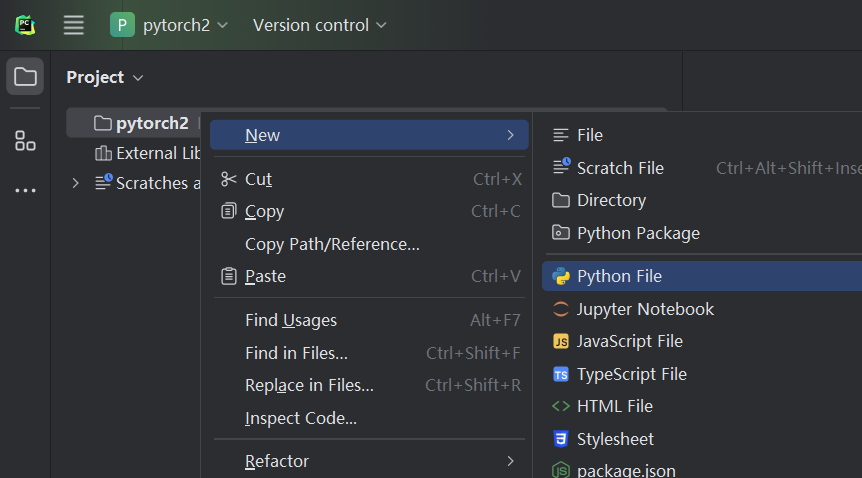 PC
P pytorch2 Version control
Project
pytorch2
External Lib
Scratches a
New
Cut Ctrl+X
Copy Ctrl+C
Copy Path/Reference...
Paste Ctrl+V
Find Usages Alt+F7
Find in Files... Ctrl+Shift+F
Replace in Files... Ctrl+Shift+R
Inspect Code...
Refactor
File
Scratch File Ctrl+Alt+Shift+Inse
Directory
Python Package
Python File
Jupyter Notebook
JS JavaScript File
TS TypeScript File
HTML File
Stylesheet
package.json